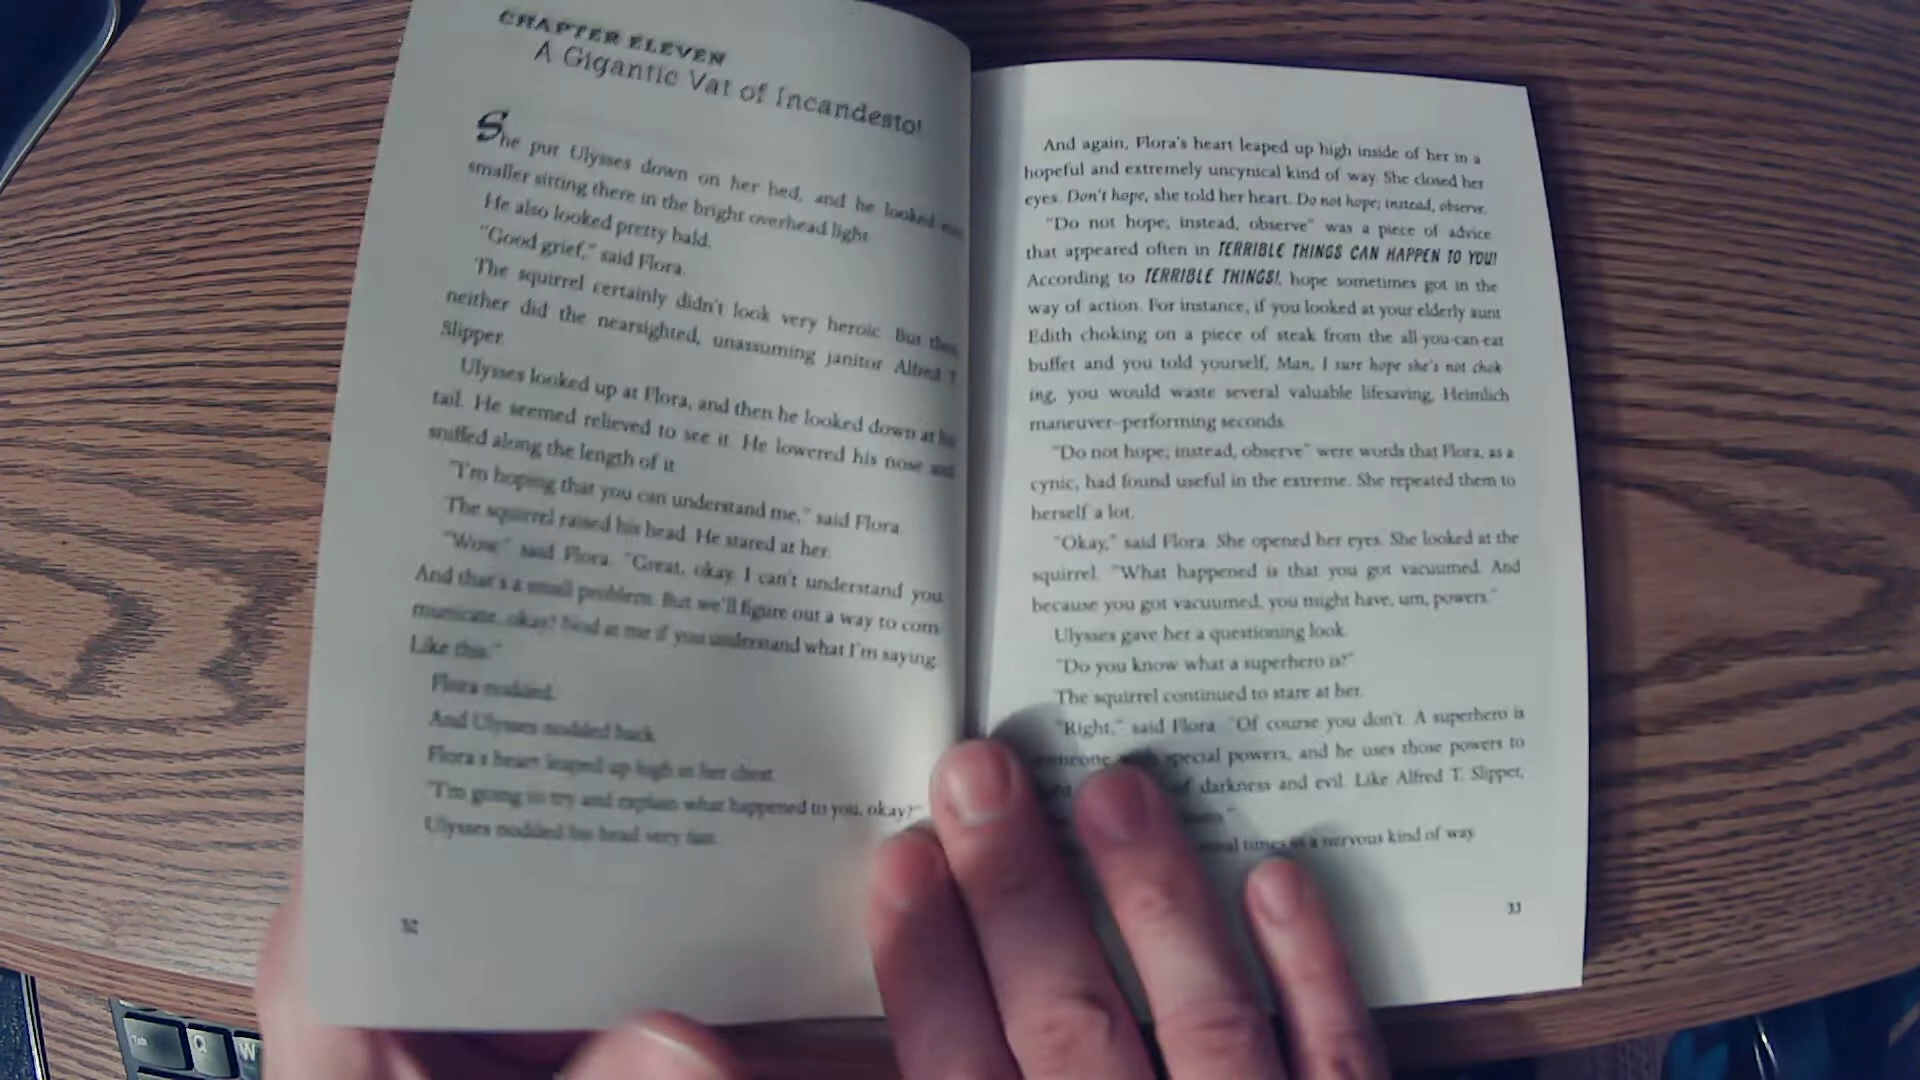 CHAPTER ELEVEN
A Gigantic Vat of Incandesto!
She put Ulysses down on her bed, and he looked
smaller sitting there in the bright overhead light.
He also looked pretty bald.
"Good grief," said Flora.
The squirrel certainly didn't look very heroic. But then
neither did the nearsighted, unassuming janitor Alfred T.
Slipper.
Ulysses looked up at Flora, and then he looked down at his
tail. He seemed relieved to see it. He lowered his nose and
sniffed along the length of it.
"I'm hoping that you can understand me," said Flora.
The squirrel raised his head. He stared at her.
"Wow," said Flora. "Great, okay. I can't understand you.
And that's a small problem. But we'll figure out a way to com
municate, okay? Nod at me if you understand what I'm saying.
Like this."
Flora nodded.
And Ulysses nodded back.
Flora's heart leaped up high in her chest.
"I'm going to try and explain what happened to you, okay?"
Ulysses nodded his head very fast.
32
And again, Flora's heart leaped up high inside of her in a
hopeful and extremely uncynical kind of way. She closed her
eyes. Don't hope, she told her heart. Do not hope; instead, observe.
"Do not hope; instead, observe" was a piece of advice
that appeared often in TERRIBLE THINGS CAN HAPPEN TO YOU!
According to TERRIBLE THINGS!, hope sometimes got in the
way of action. For instance, if you looked at your elderly aunt
Edith choking on a piece of steak from the all-you-can-eat
buffet and you told yourself, Man, I sure hope she's not chok
ing, you would waste several valuable lifesaving, Heimlich
maneuver–performing seconds.
"Do not hope; instead, observe" were words that Flora, as a
cynic, had found useful in the extreme. She repeated them to
herself a lot.
"Okay," said Flora. She opened her eyes. She looked at the
squirrel. "What happened is that you got vacuumed. And
because you got vacuumed, you might have, um, powers."
Ulysses gave her a questioning look.
"Do you know what a superhero is?"
The squirrel continued to stare at her.
"Right," said Flora. "Of course you don't. A superhero is
special powers, and he uses those powers to
of darkness and evil. Like Alfred T. Slipper,
times in a nervous kind of way.
33
Tab Q W